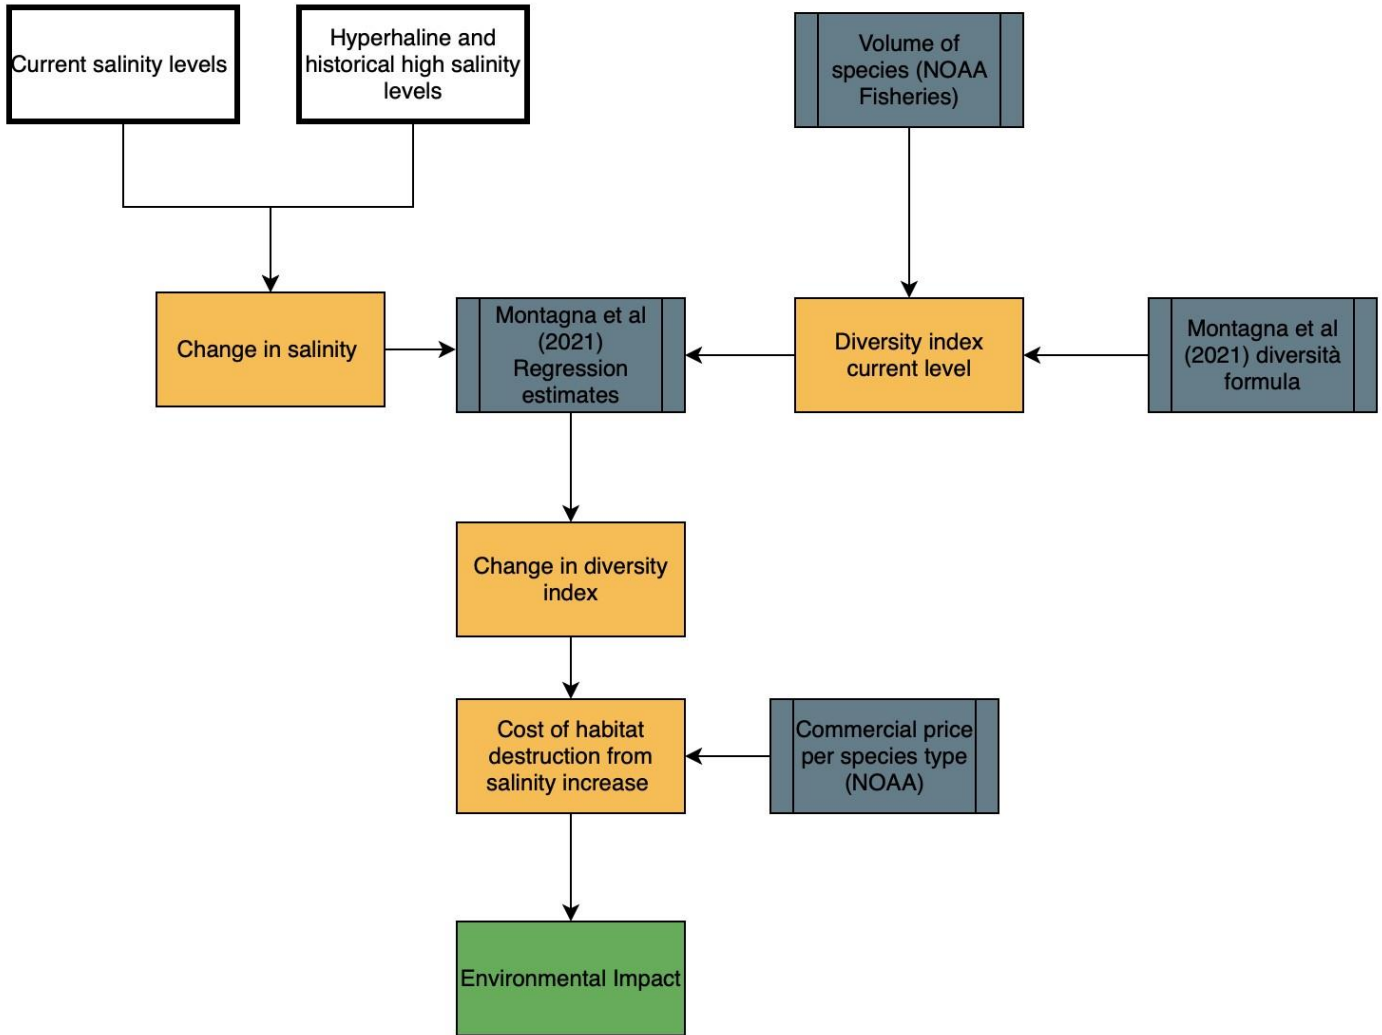 Current salinity levels
Hyperhaline and
historical high salinity
levels
Volume of
species (NOAA
Fisheries)
Change in salinity
Montagna et al
(2021)
Regression
estimates
Diversity index
current level
Montagna et al
(2021) diversità
formula
Change in diversity
index
Cost of habitat
destruction from
salinity increase
Commercial price
per species type
(NOAA)
Environmental Impact